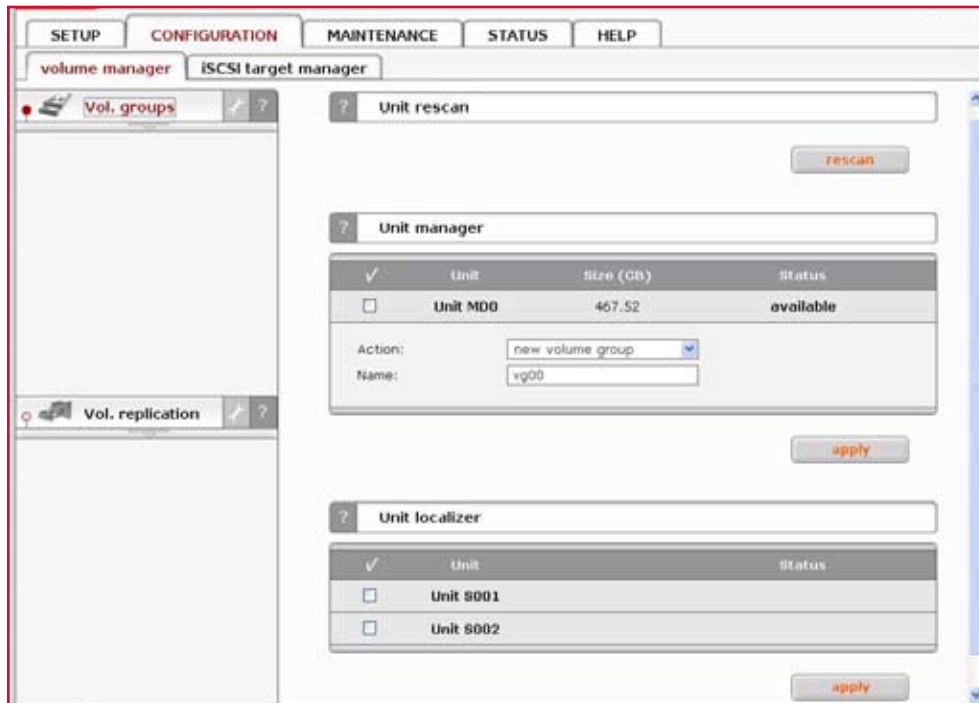 SETUP CONFIGURATION MAINTENANCE STATUS HELP
volume manager iSCSI target manager
Vol. groups ?
? Unit rescan
rescan
? Unit manager
✓ Unit Size (GB) Status
Unit MD0 467.52 available
Action: new volume group
Name: vg00
Vol. replication ?
apply
? Unit localizer
✓ Unit Status
Unit S001
Unit S002
apply